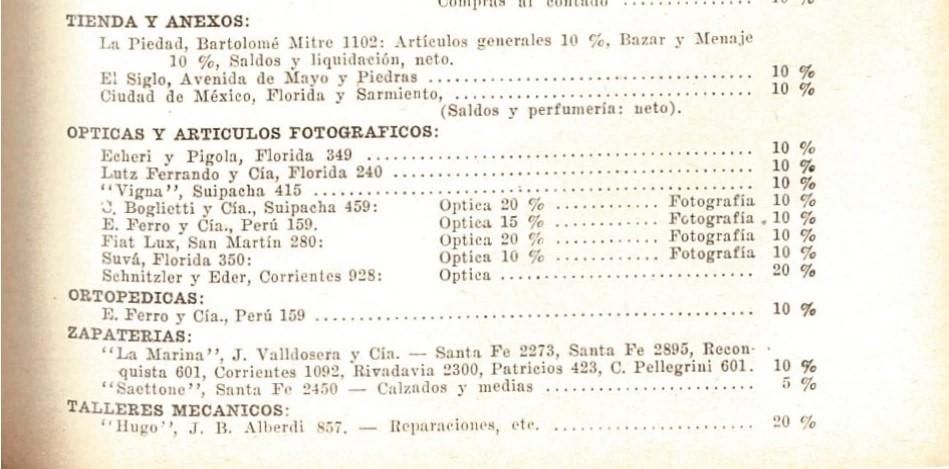 Compras al contado ................ 10 %
TIENDA Y ANEXOS:
La Piedad, Bartolomé Mitre 1102: Artículos generales 10 %, Bazar y Menaje
10 %, Saldos y liquidación, neto.
El Siglo, Avenida de Mayo y Piedras ........................................ 10 %
Ciudad de México, Florida y Sarmiento, ..................................... 10 %
(Saldos y perfumería: neto).
OPTICAS Y ARTICULOS FOTOGRAFICOS:
Echeri y Pigola, Florida 349 ............................................... 10 %
Lutz Ferrando y Cía, Florida 240 ........................................... 10 %
"Vigna", Suipacha 415 ...................................................... 10 %
C. Boglietti y Cía., Suipacha 459: Optica 20 % ............. Fotografía 10 %
E. Ferro y Cía., Perú 159. Optica 15 % ............. Fotografía 10 %
Fiat Lux, San Martín 280: Optica 20 % ............. Fotografía 10 %
Suvá, Florida 350: Optica 10 % ............. Fotografía 10 %
Schnitzler y Eder, Corrientes 928: Optica ................................ 20 %
ORTOPEDICAS:
E. Ferro y Cía., Perú 159 .................................................. 10 %
ZAPATERIAS:
"La Marina", J. Valldosera y Cía. — Santa Fe 2273, Santa Fe 2895, Recon-
quista 601, Corrientes 1092, Rivadavia 2300, Patricios 423, C. Pellegrini 601. 10 %
"Saettone", Santa Fe 2450 — Calzados y medias .......................... 5 %
TALLERES MECANICOS:
"Hugo", J. B. Alberdi 857. — Reparaciones, etc. ........................ 20 %